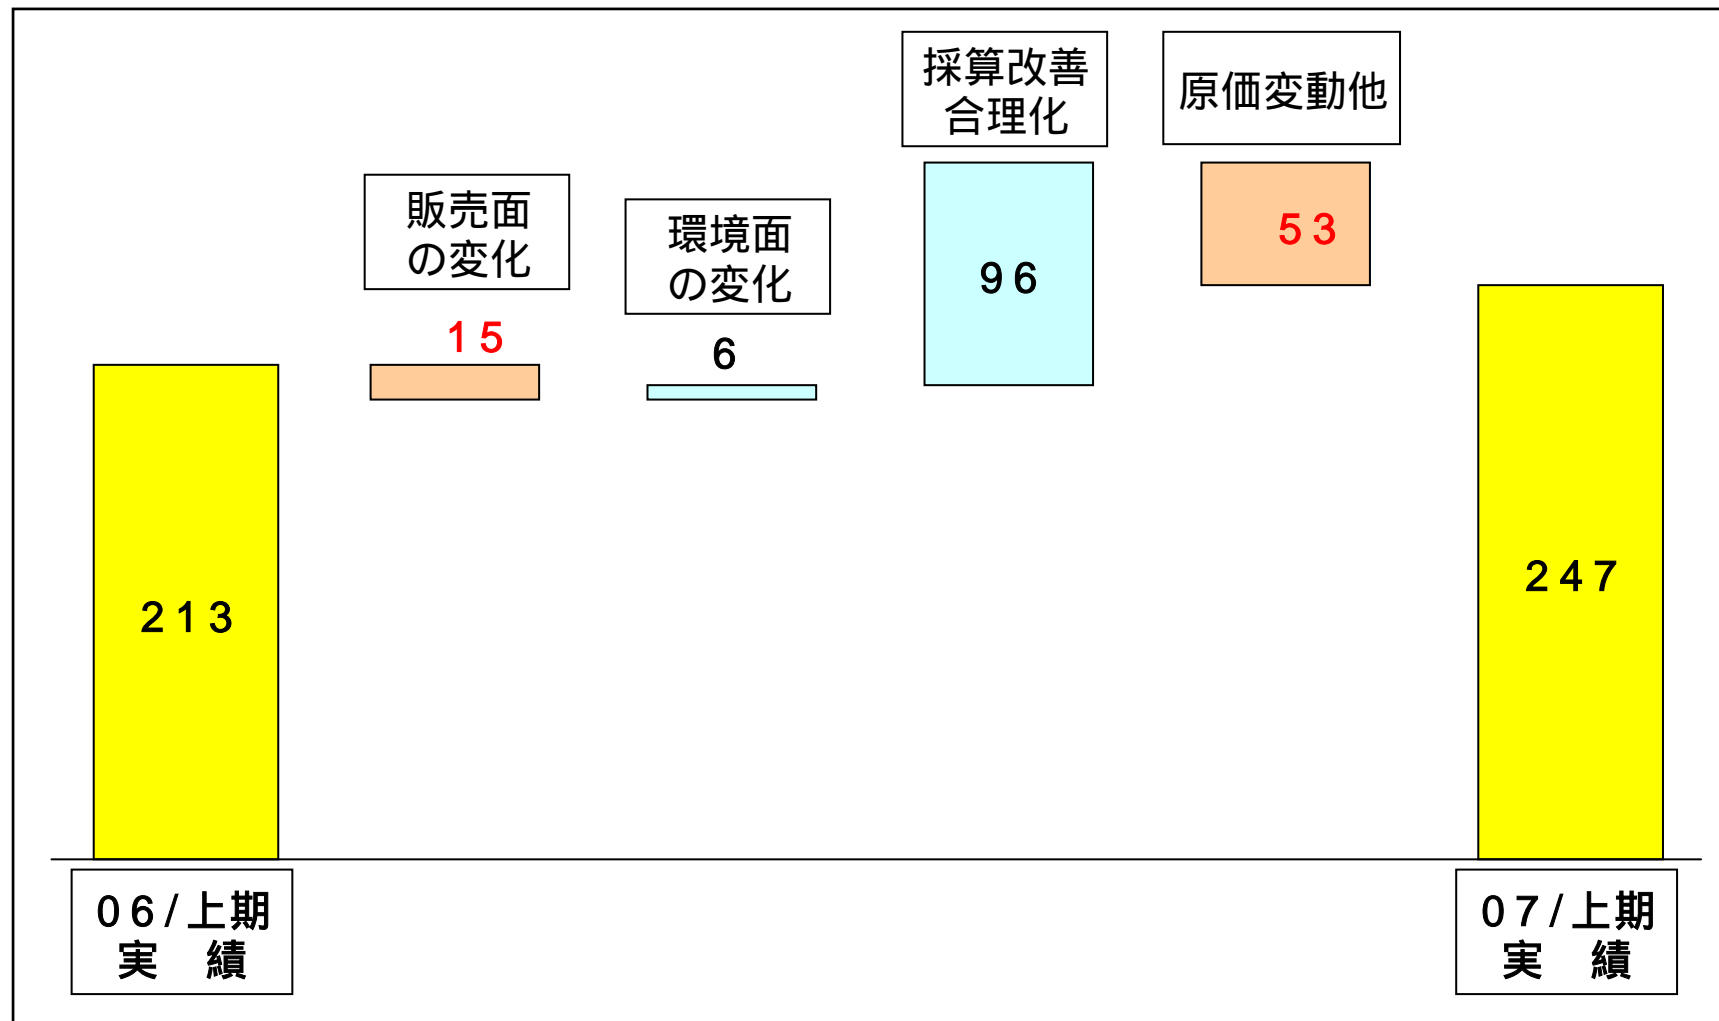 採算改善
合理化
原価変動他
販売面
の変化
環境面
の変化
53
96
15
6
213
247
06/上期
実 績
07/上期
実 績